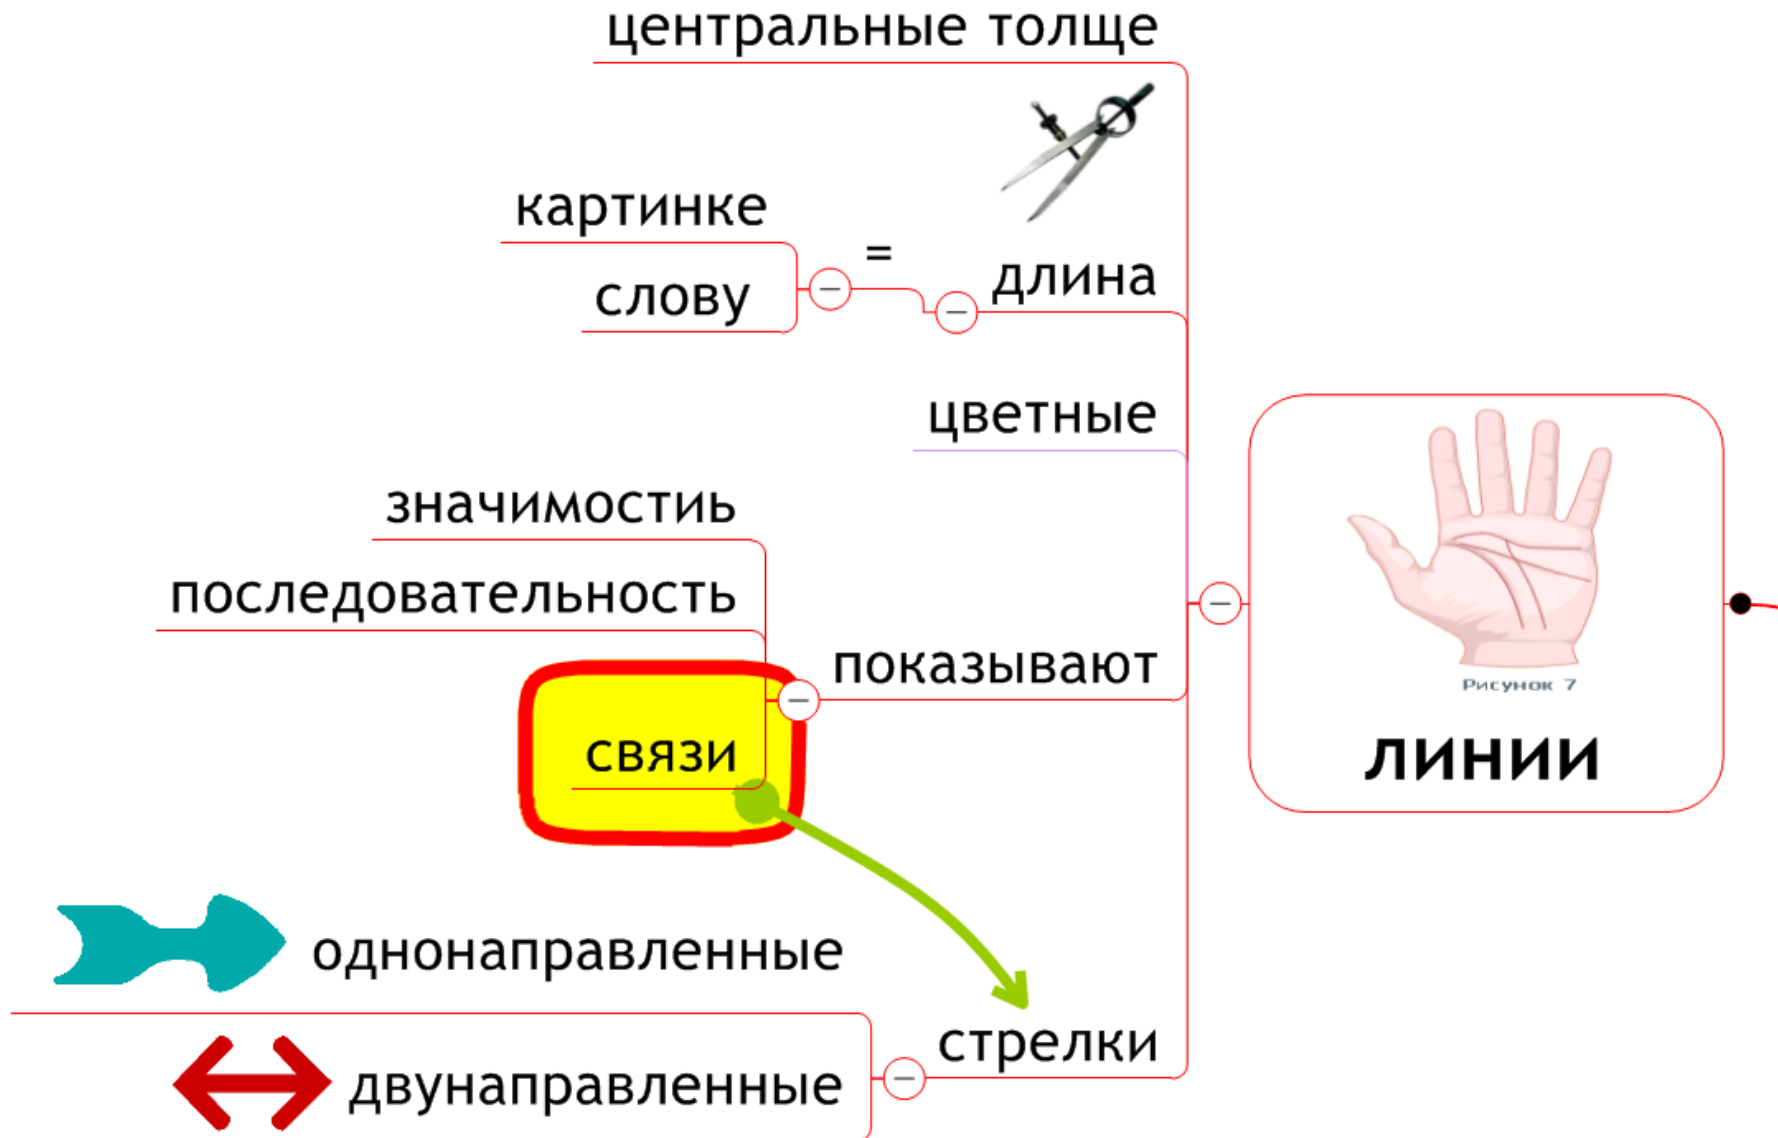 центральные толще
картинке
=
слову
длина
цветные
значимостиь
последовательность
показывают
связи
Рисунок 7
линии
однонаправленные
стрелки
двунаправленные